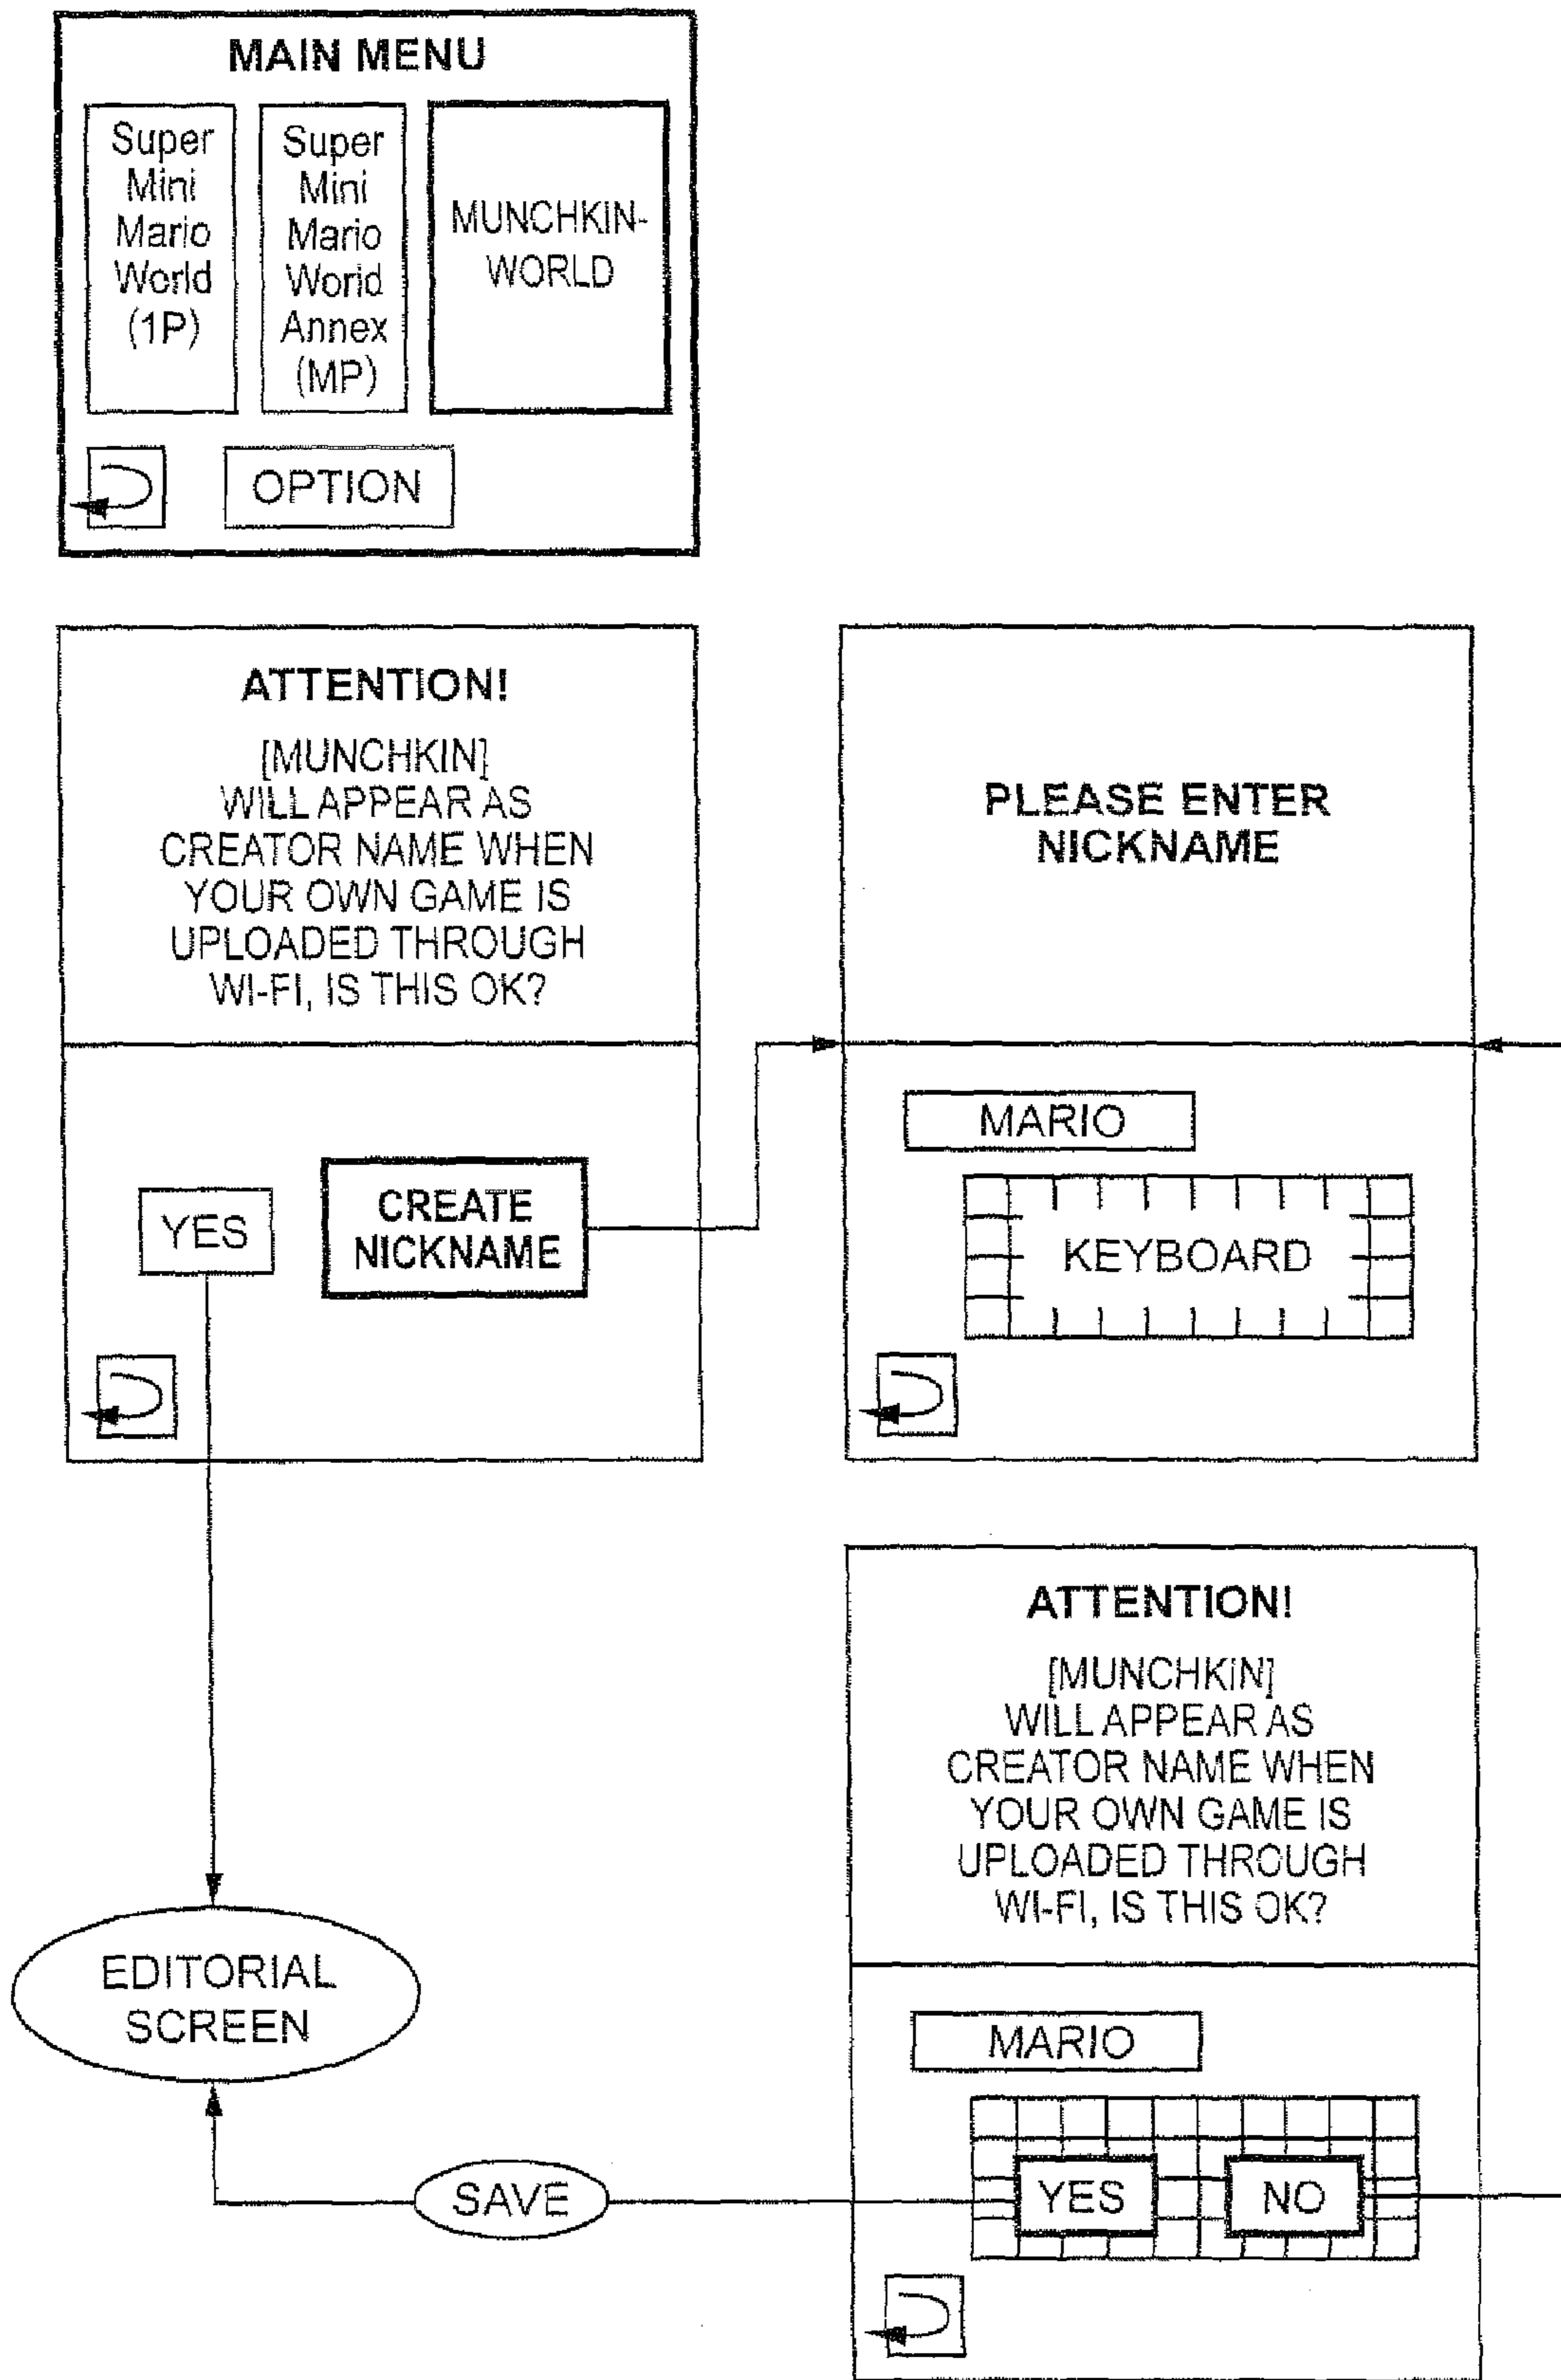 MAIN MENU
Super
Mini
Mario
World
(1P)
Super
Mini
Mario
World
Annex
(MP)
MUNCHKIN-
WORLD
OPTION
ATTENTION!
[MUNCHKIN]
WILL APPEAR AS
CREATOR NAME WHEN
YOUR OWN GAME IS
UPLOADED THROUGH
WI-FI, IS THIS OK?
YES
CREATE
NICKNAME
PLEASE ENTER
NICKNAME
MARIO
KEYBOARD
ATTENTION!
[MUNCHKIN]
WILL APPEAR AS
CREATOR NAME WHEN
YOUR OWN GAME IS
UPLOADED THROUGH
WI-FI, IS THIS OK?
MARIO
YES
NO
SAVE
EDITORIAL
SCREEN